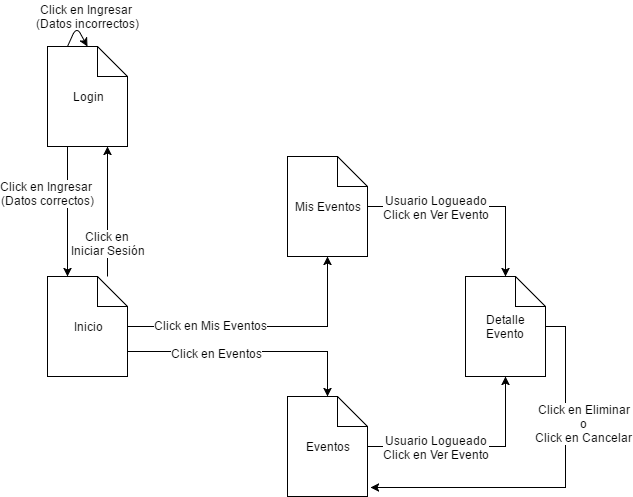 Click en Ingresar
(Datos incorrectos)
Login
Click en Ingresar
(Datos correctos)
Click en
Iniciar Sesión
Mis Eventos
Usuario Logueado
Click en Ver Evento
Inicio
Click en Mis Eventos
Click en Eventos
Detalle
Evento
Eventos
Usuario Logueado
Click en Ver Evento
Click en Eliminar
o
Click en Cancelar